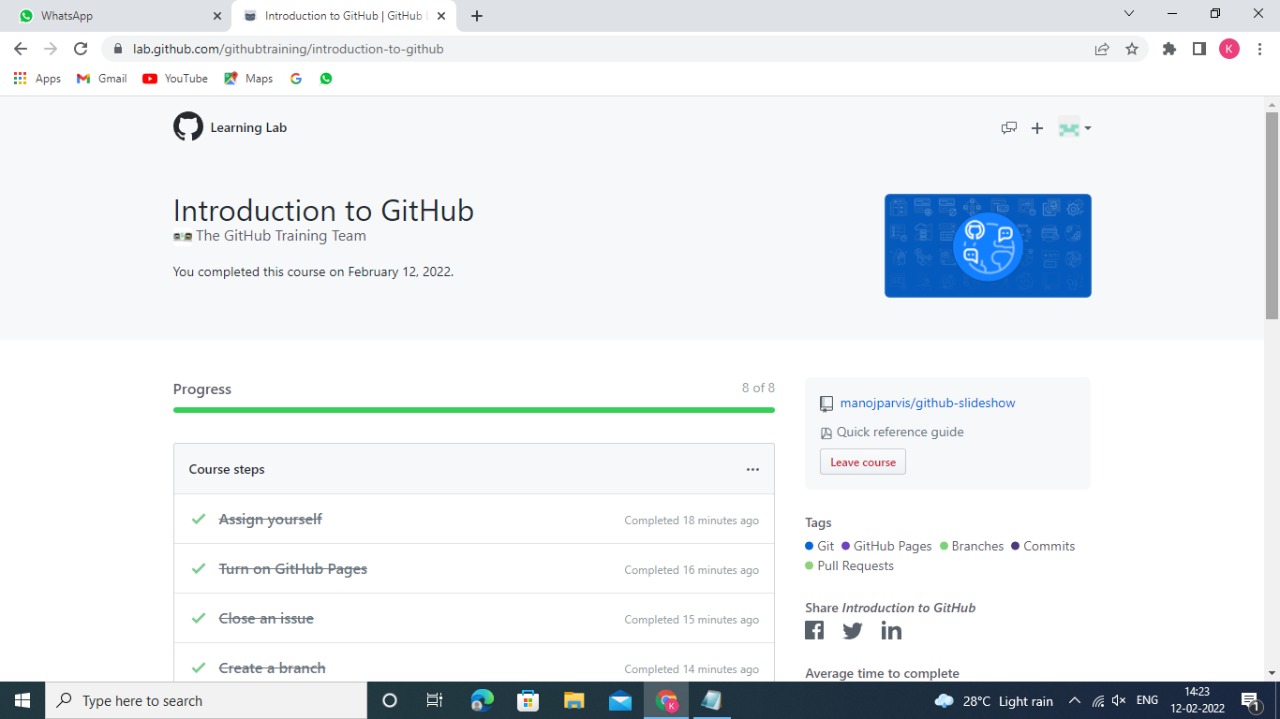 WhatsApp
Introduction to GitHub | GitHub
lab.github.com/githubtraining/introduction-to-github
K
Apps Gmail YouTube Maps
Learning Lab
Introduction to GitHub
The GitHub Training Team
You completed this course on February 12, 2022.
Progress 8 of 8
Course steps
Assign yourself Completed 18 minutes ago
Turn on GitHub Pages Completed 16 minutes ago
Close an issue Completed 15 minutes ago
Create a branch Completed 14 minutes ago
manojparvis/github-slideshow
Quick reference guide
Leave course
Tags
Git GitHub Pages Branches Commits
Pull Requests
Share Introduction to GitHub
Average time to complete
Type here to search
K
28°C Light rain
ENG
14:23
12-02-2022
1